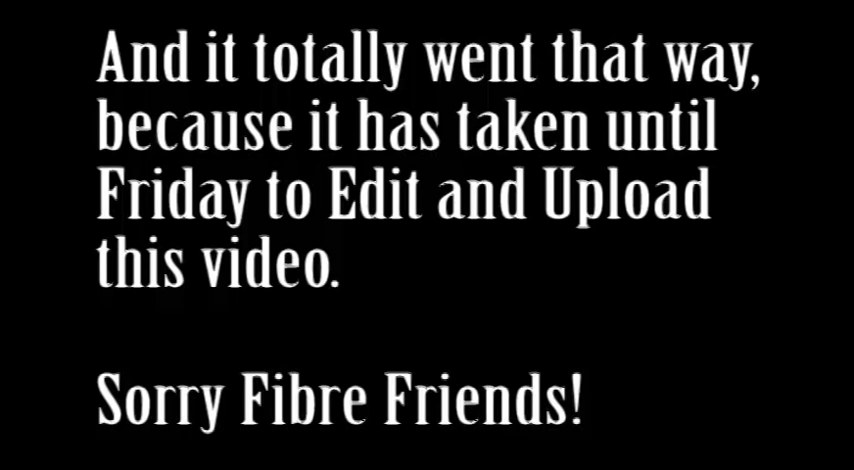 And it totally went that way,
because it has taken until
Friday to Edit and Upload
this video.
Sorry Fibre Friends!